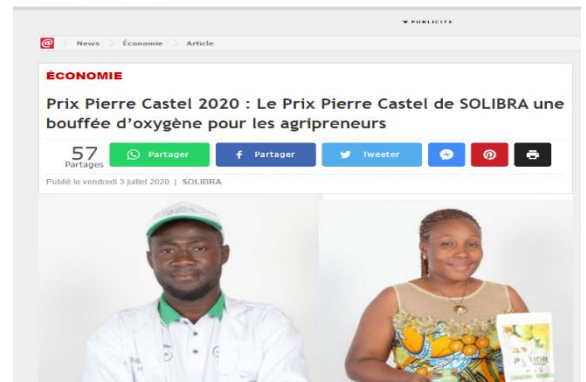 ▼ PUBLICITE
@ > News > Économie > Article
ÉCONOMIE
Prix Pierre Castel 2020 : Le Prix Pierre Castel de SOLIBRA une
bouffée d’oxygène pour les agripreneurs
57
Partages
Partager
Partager
Tweeter
Publié le vendredi 3 juillet 2020 | SOLIBRA